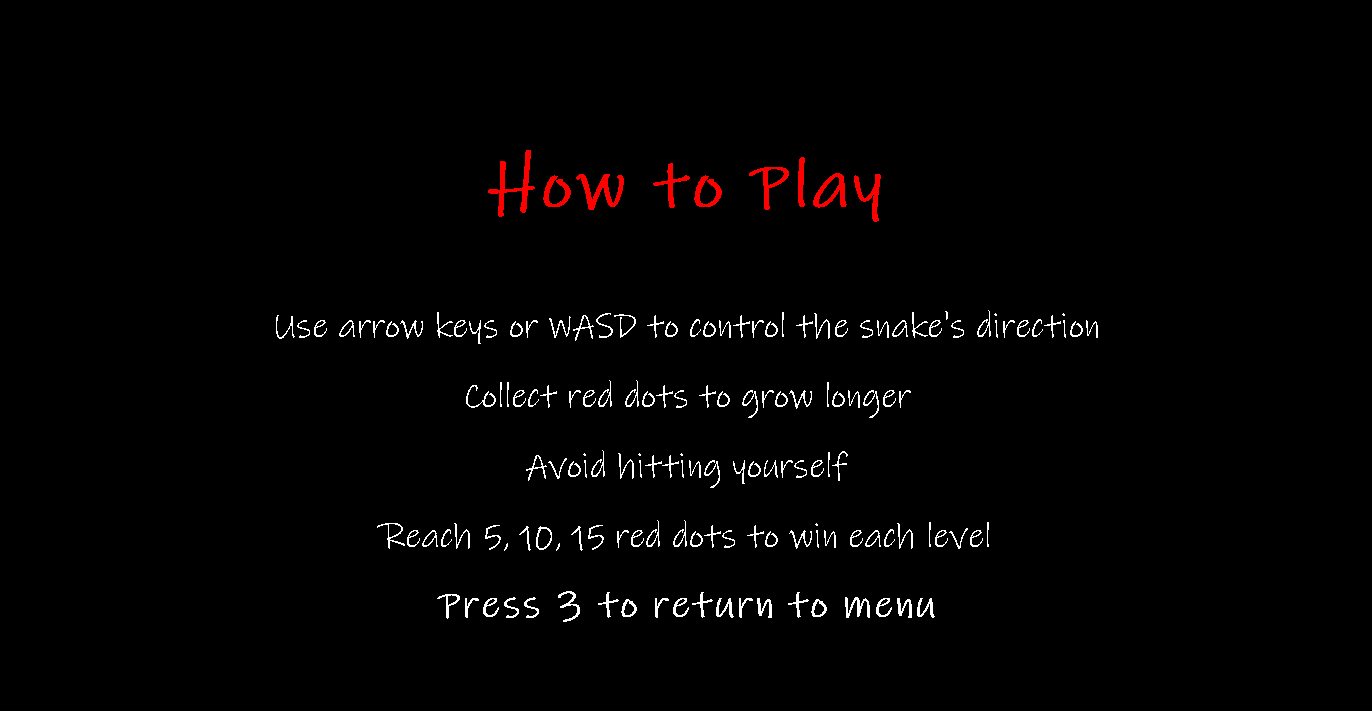 How to Play
Use arrow keys or WASD to control the snake's direction
Collect red dots to grow longer
Avoid hitting yourself
Reach 5, 10, 15 red dots to win each level
Press 3 to return to menu